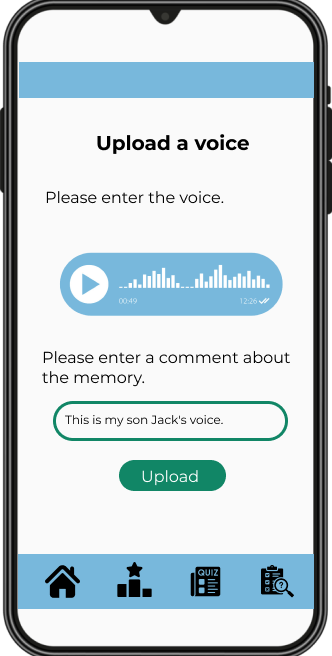 Upload a voice
Please enter the voice.
00:49
12:26
Please enter a comment about
the memory.
This is my son Jack's voice.
Upload
QUIZ
?